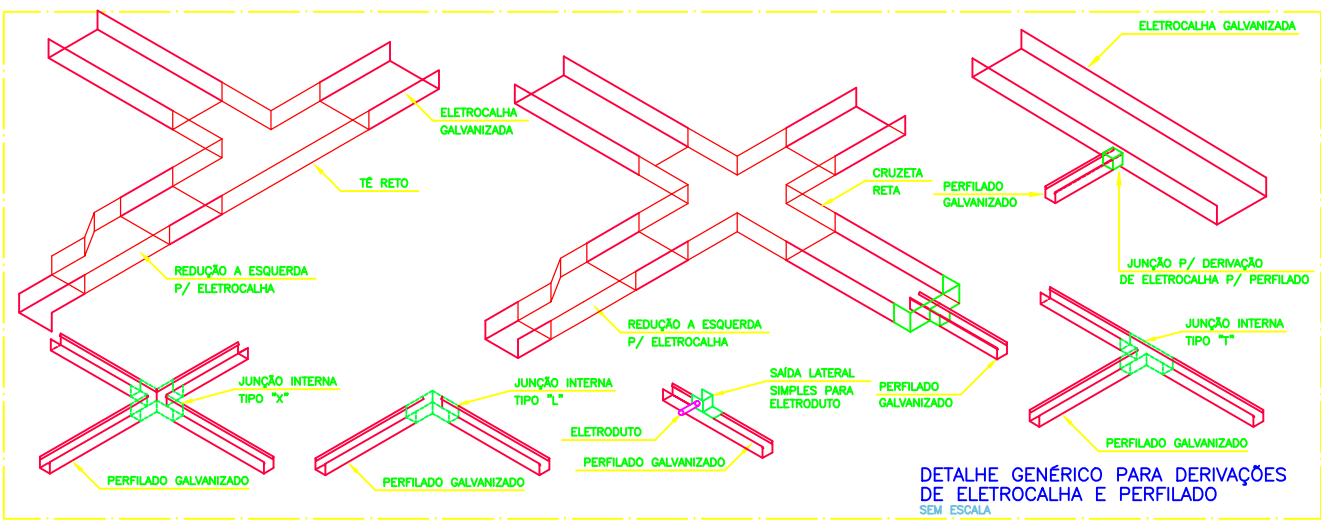 ELETROCALHA
GALVANIZADA
TÊ RETO
REDUÇÃO A ESQUERDA
P/ ELETROCALHA
CRUZETA
RETA
REDUÇÃO A ESQUERDA
P/ ELETROCALHA
ELETROCALHA GALVANIZADA
PERFILADO
GALVANIZADO
JUNÇÃO P/ DERIVAÇÃO
DE ELETROCALHA P/ PERFILADO
JUNÇÃO INTERNA
TIPO "X"
PERFILADO GALVANIZADO
JUNÇÃO INTERNA
TIPO "L"
PERFILADO GALVANIZADO
SAÍDA LATERAL
SIMPLES PARA
ELETRODUTO
ELETRODUTO
PERFILADO GALVANIZADO
PERFILADO
GALVANIZADO
JUNÇÃO INTERNA
TIPO "T"
PERFILADO GALVANIZADO
DETALHE GENÉRICO PARA DERIVAÇÕES
DE ELETROCALHA E PERFILADO
SEM ESCALA